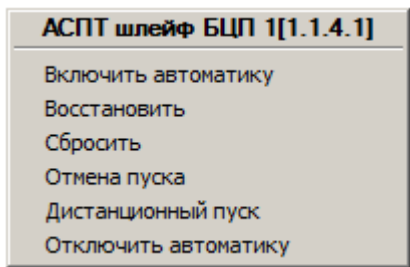 АСПТ шлейф БЦП 1[1.1.4.1]
Включить автоматику
Восстановить
Сбросить
Отмена пуска
Дистанционный пуск
Отключить автоматику